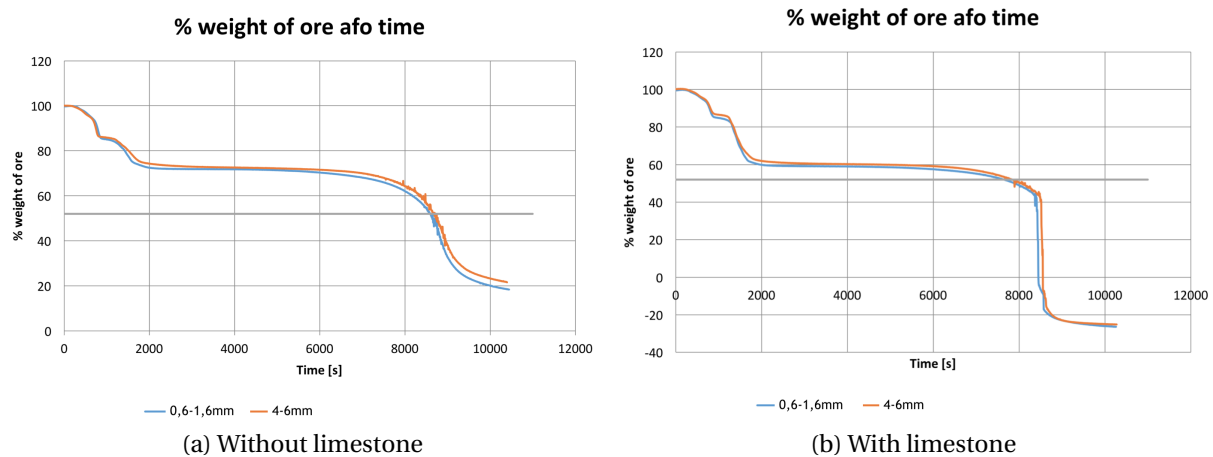 % weight of ore afo time
120
100
80
60
40
20
0
% weight of ore
0 2000 4000 6000 8000 10000 12000
Time [s]
0,6-1,6mm 4-6mm
(a) Without limestone
% weight of ore afo time
120
100
80
60
40
20
0
-20
-40
% weight of ore
0 2000 4000 6000 8000 10000 12000
Time [s]
0,6-1,6mm 4-6mm
(b) With limestone